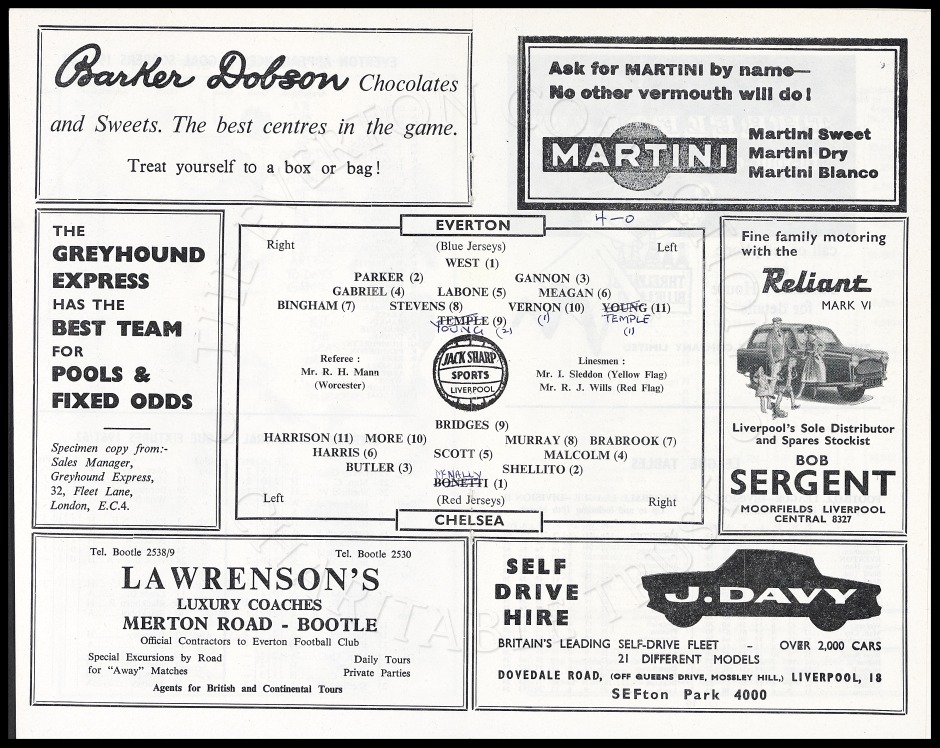 Barker Dobson Chocolates
and Sweets. The best centres in the game.
Treat yourself to a box or bag!
Ask for MARTINI by name—
No other vermouth will do!
MARTINI
Martini Sweet
Martini Dry
Martini Bianco
THE
GREYHOUND
EXPRESS
HAS THE
BEST TEAM
FOR
POOLS &
FIXED ODDS
Specimen copy from:-
Sales Manager,
Greyhound Express,
32, Fleet Lane,
London, E.C.4.
4-0
EVERTON
Right (Blue Jerseys) Left
WEST (1)
PARKER (2) GANNON (3)
GABRIEL (4) LABONE (5) MEAGAN (6)
BINGHAM (7) STEVENS (8) VERNON (10) YOUNG (11)
TEMPLE (9) (1) TEMPLE
YOUNG (2) (1)
Referee :
Mr. R. H. Mann
(Worcester)
JACK SHARP
SPORTS
LIVERPOOL
Linesmen :
Mr. I. Sleddon (Yellow Flag)
Mr. R. J. Wills (Red Flag)
BRIDGES (9)
HARRISON (11) MORE (10) MURRAY (8) BRABROOK (7)
HARRIS (6) SCOTT (5) MALCOLM (4)
BUTLER (3) SHELLITO (2)
McNALLY
BONETTI (1)
Left (Red Jerseys) Right
CHELSEA
Fine family motoring
with the
Reliant
MARK VI
Liverpool's Sole Distributor
and Spares Stockist
BOB
SERGENT
MOORFIELDS LIVERPOOL
CENTRAL 8327
Tel. Bootle 2538/9 Tel. Bootle 2530
LAWRENSON'S
LUXURY COACHES
MERTON ROAD - BOOTLE
Official Contractors to Everton Football Club
Special Excursions by Road
for "Away" Matches
Daily Tours
Private Parties
Agents for British and Continental Tours
SELF
DRIVE
HIRE
J. DAVY
BRITAIN'S LEADING SELF-DRIVE FLEET – OVER 2,000 CARS
21 DIFFERENT MODELS
DOVEDALE ROAD, (OFF QUEENS DRIVE, MOSSLEY HILL,) LIVERPOOL, 18
SEFton Park 4000